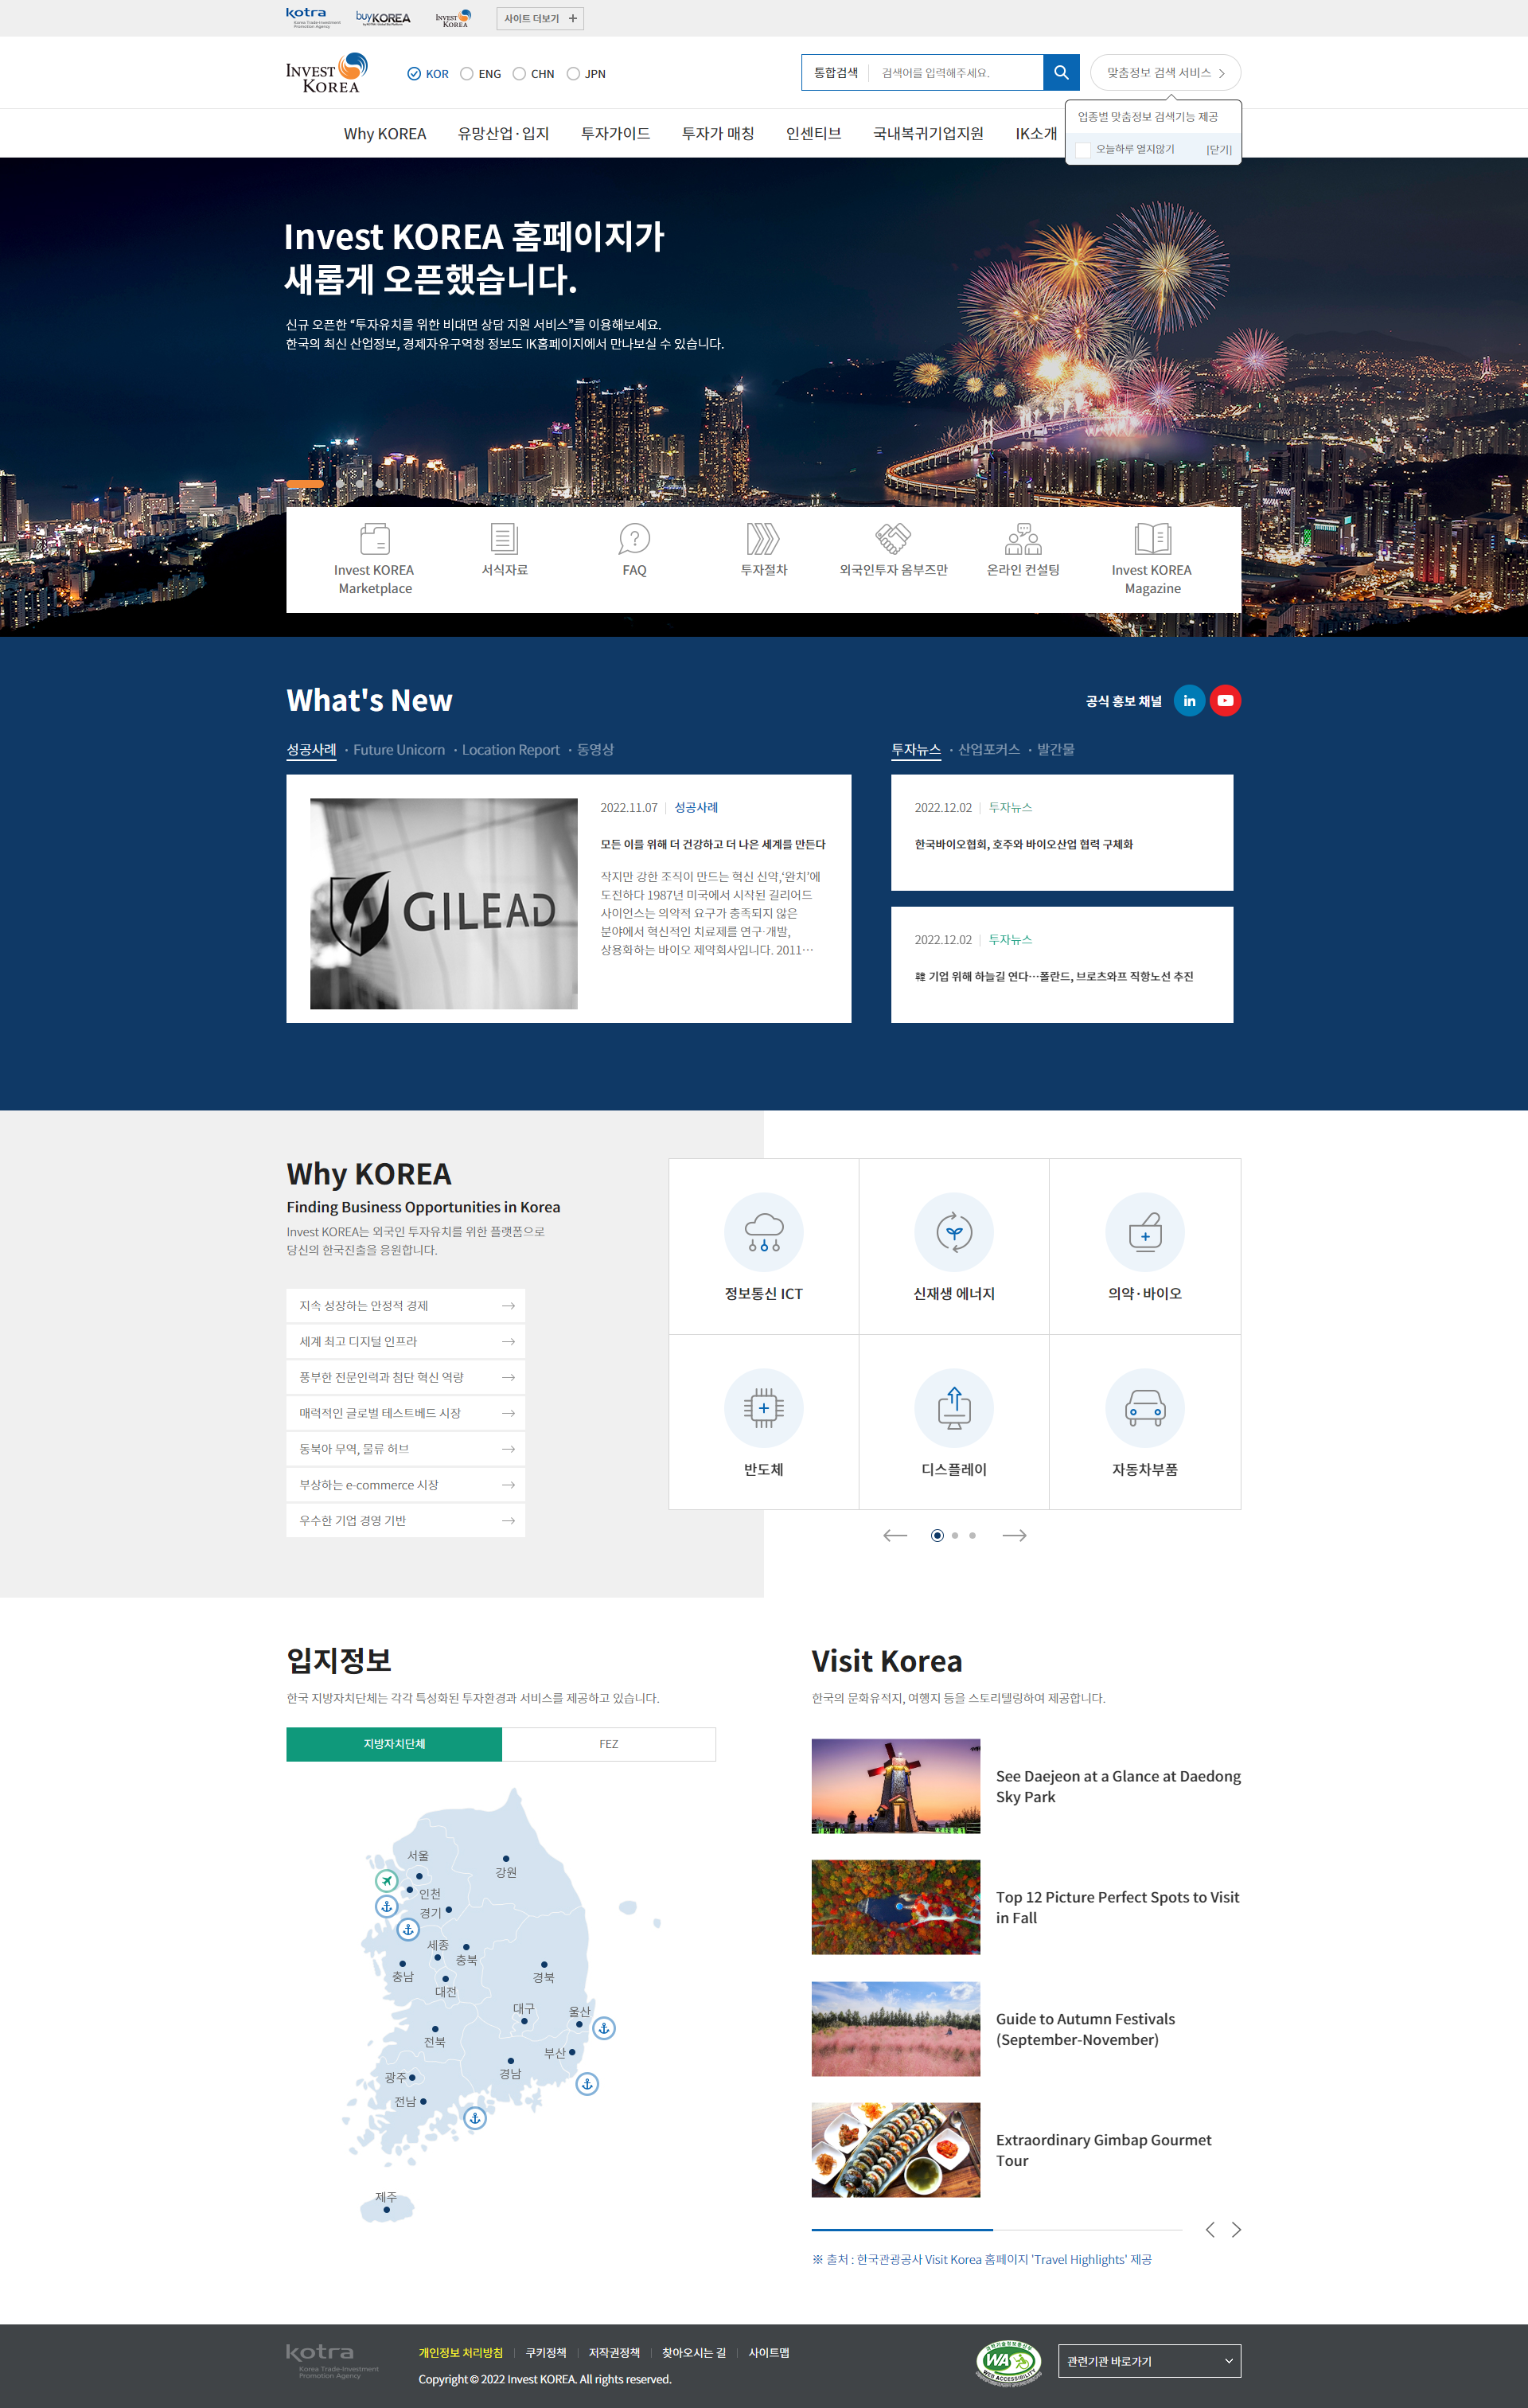 kotra
Korea Trade-Investment
Promotion Agency
buyKOREA
INVEST
KOREA
사이트 더보기
INVEST
KOREA
KOR
ENG
CHN
JPN
통합검색
검색어를 입력해주세요.
맞춤정보 검색 서비스
업종별 맞춤정보 검색기능 제공
오늘하루 열지않기
[닫기]
Why KOREA
유망산업·입지
투자가이드
투자가 매칭
인센티브
국내복귀기업지원
IK소개
Invest KOREA 홈페이지가
새롭게 오픈했습니다.
신규 오픈한 “투자유치를 위한 비대면 상담 지원 서비스”를 이용해보세요.
한국의 최신 산업정보, 경제자유구역청 정보도 IK홈페이지에서 만나보실 수 있습니다.
Invest KOREA
Marketplace
서식자료
FAQ
투자절차
외국인투자 옴부즈만
온라인 컨설팅
Invest KOREA
Magazine
What's New
공식 홍보 채널
in
성공사례
· Future Unicorn
· Location Report
· 동영상
GILEAD
2022.11.07
성공사례
모든 이를 위해 더 건강하고 더 나은 세계를 만든다
작지만 강한 조직이 만드는 혁신 신약,‘완치’에
도전하다 1987년 미국에서 시작된 길리어드
사이언스는 의약적 요구가 충족되지 않은
분야에서 혁신적인 치료제를 연구·개발,
상용화하는 바이오 제약회사입니다. 2011…
투자뉴스
· 산업포커스
· 발간물
2022.12.02
투자뉴스
한국바이오협회, 호주와 바이오산업 협력 구체화
2022.12.02
투자뉴스
韓 기업 위해 하늘길 연다…폴란드, 브로츠와프 직항노선 추진
Why KOREA
Finding Business Opportunities in Korea
Invest KOREA는 외국인 투자유치를 위한 플랫폼으로
당신의 한국진출을 응원합니다.
지속 성장하는 안정적 경제
세계 최고 디지털 인프라
풍부한 전문인력과 첨단 혁신 역량
매력적인 글로벌 테스트베드 시장
동북아 무역, 물류 허브
부상하는 e-commerce 시장
우수한 기업 경영 기반
정보통신 ICT
신재생 에너지
의약·바이오
반도체
디스플레이
자동차부품
입지정보
한국 지방자치단체는 각각 특성화된 투자환경과 서비스를 제공하고 있습니다.
지방자치단체
FEZ
서울
강원
인천
경기
세종
충북
충남
대전
경북
대구
울산
전북
부산
경남
광주
전남
제주
Visit Korea
한국의 문화유적지, 여행지 등을 스토리텔링하여 제공합니다.
See Daejeon at a Glance at Daedong
Sky Park
Top 12 Picture Perfect Spots to Visit
in Fall
Guide to Autumn Festivals
(September-November)
Extraordinary Gimbap Gourmet
Tour
※ 출처 : 한국관광공사 Visit Korea 홈페이지 'Travel Highlights' 제공
kotra
Korea Trade-Investment
Promotion Agency
개인정보 처리방침
쿠키정책
저작권정책
찾아오시는 길
사이트맵
Copyright © 2022 Invest KOREA. All rights reserved.
WA
WEB ACCESSIBILITY
관련기관 바로가기